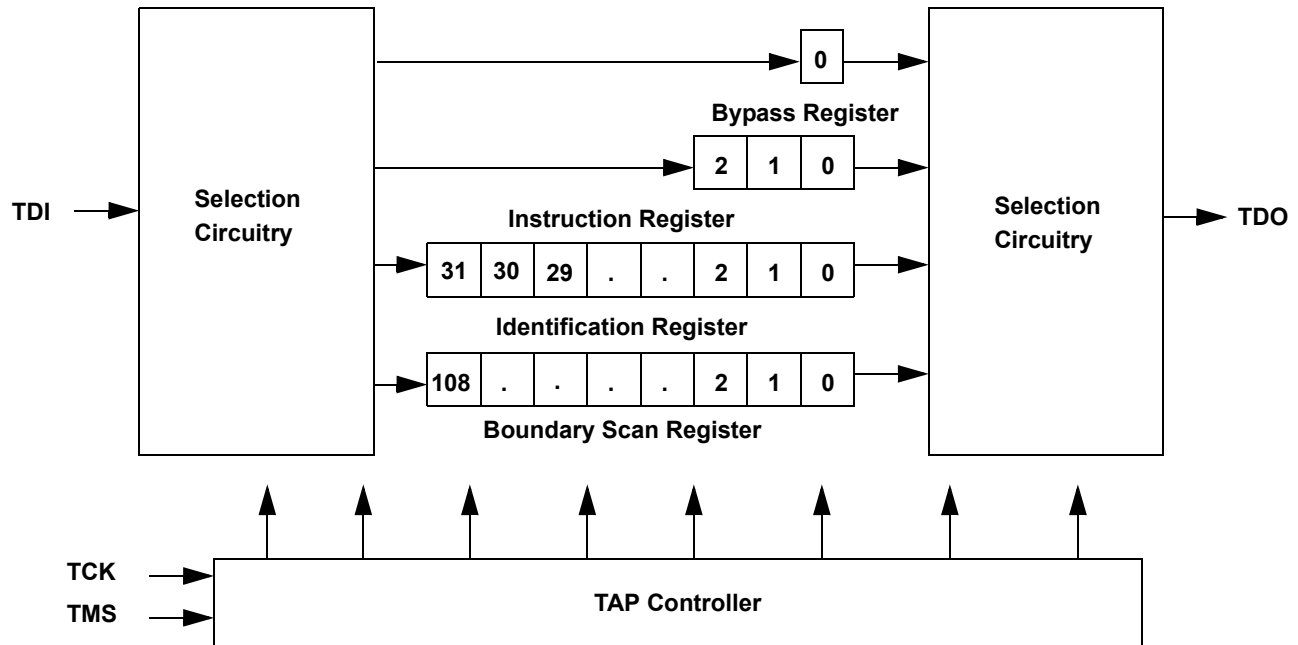 0
Bypass Register
2 1 0
Selection
Circuitry
TDI
Selection
Circuitry
TDO
Instruction Register
31 30 29 . . 2 1 0
Identification Register
108 . . . . 2 1 0
Boundary Scan Register
TCK
TMS
TAP Controller